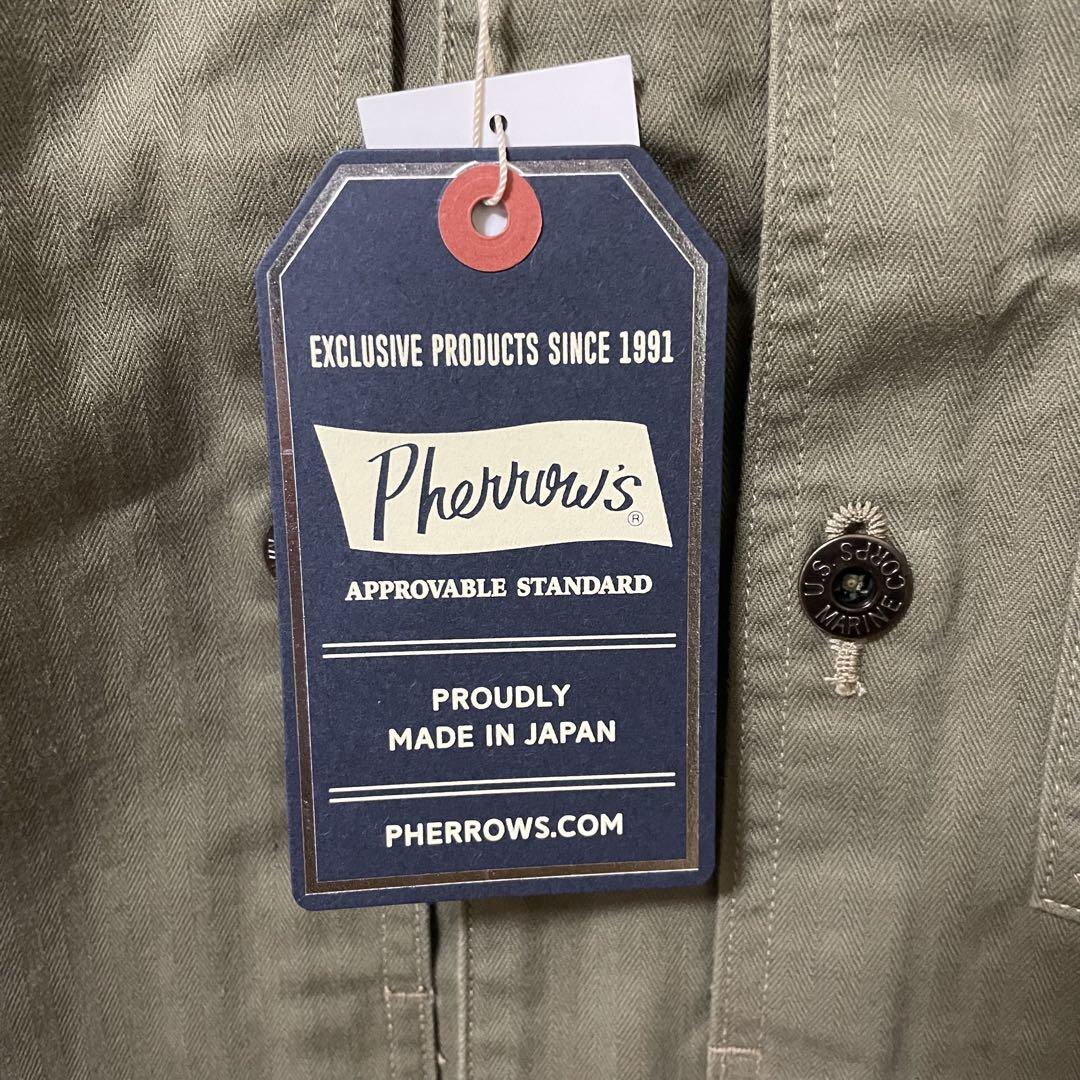 EXCLUSIVE PRODUCTS SINCE 1991
Pherrow's®
APPROVABLE STANDARD
PROUDLY
MADE IN JAPAN
PHERROWS.COM
U.S. MARINE CORPS